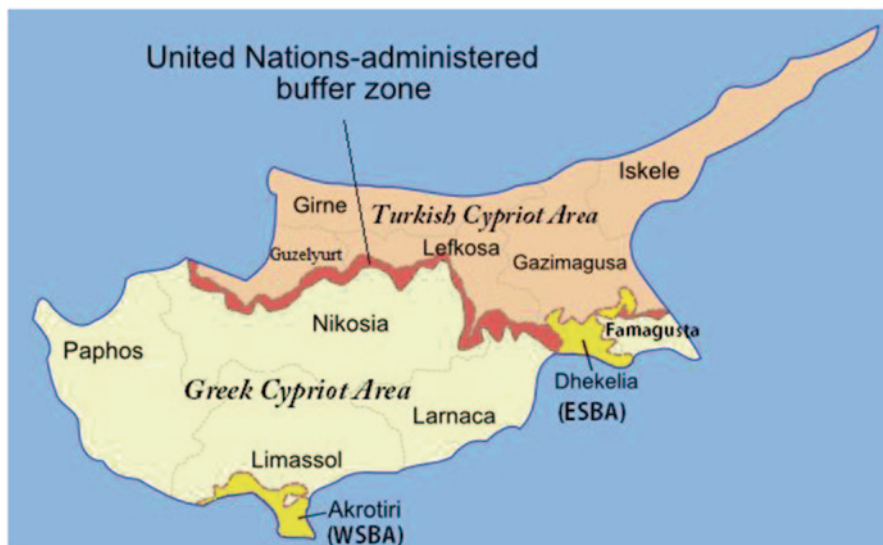 United Nations-administered
buffer zone
Iskele
Girne
Turkish Cypriot Area
Guzelyurt
Lefkosa
Gazimagusa
Nikosia
Famagusta
Paphos
Dhekelia
(ESBA)
Greek Cypriot Area
Larnaca
Limassol
Akrotiri
(WSBA)